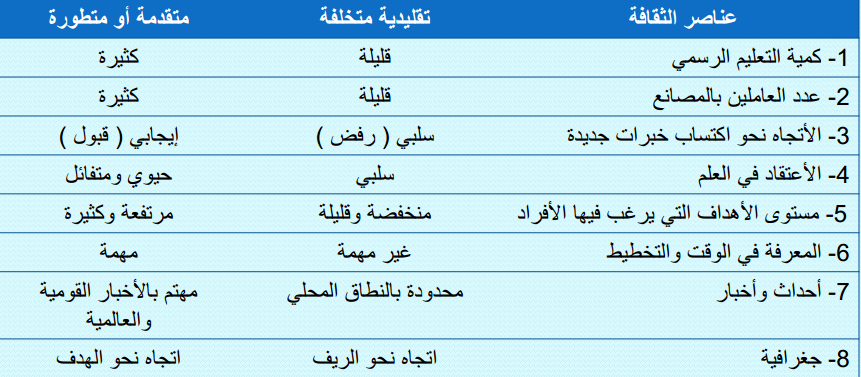 عناصر الثقافة تقليدية متخلفة متقدمة أو متطورة
1- كمية التعليم الرسمي قليلة كثيرة
2- عدد العاملين بالمصانع قليلة كثيرة
3- الأتجاه نحو اكتساب خبرات جديدة سلبي ( رفض ) إيجابي ( قبول )
4- الأعتقاد في العلم سلبي حيوي ومتفائل
5- مستوى الأهداف التي يرغب فيها الأفراد منخفضة وقليلة مرتفعة وكثيرة
6- المعرفة في الوقت والتخطيط غير مهمة مهمة
7- أحداث وأخبار محدودة بالنطاق المحلي مهتم بالأخبار القومية
والعالمية
8- جغرافية اتجاه نحو الريف اتجاه نحو الهدف